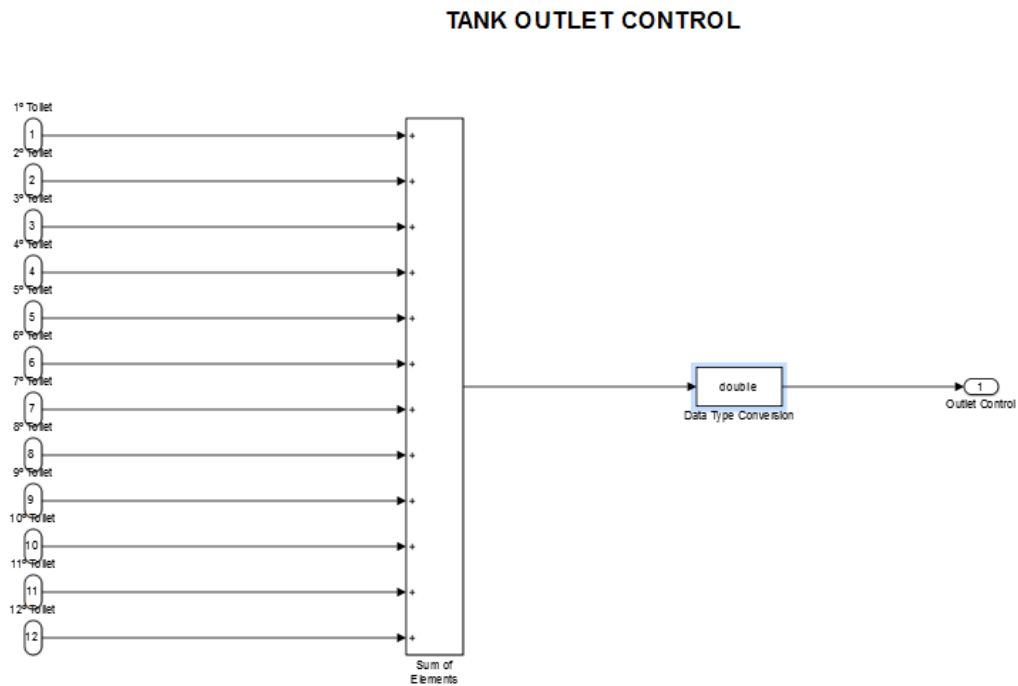 TANK OUTLET CONTROL
1º Toilet
1
2º Toilet
2
3º Toilet
3
4º Toilet
4
5º Toilet
5
6º Toilet
6
7º Toilet
7
8º Toilet
8
9º Toilet
9
10º Toilet
10
11º Toilet
11
12º Toilet
12
+
+
+
+
+
+
+
+
+
+
+
+
Sum of
Elements
double
Data Type Conversion
1
Outlet Control